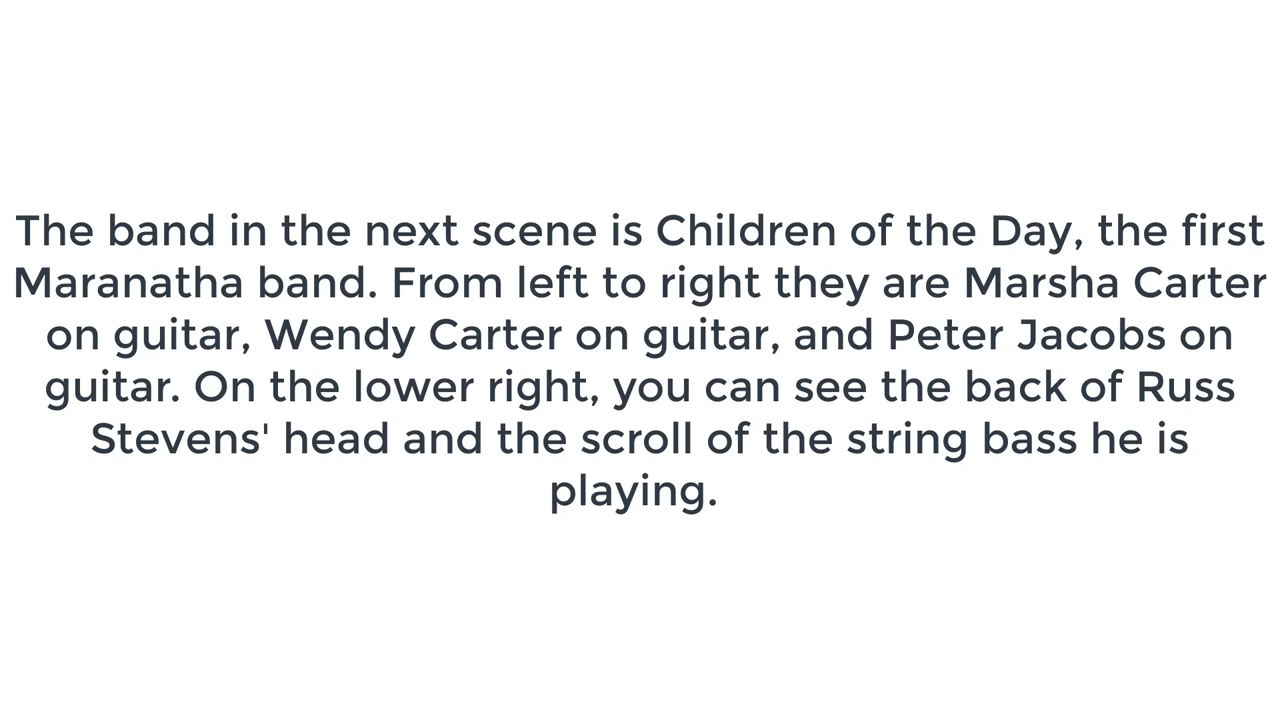 The band in the next scene is Children of the Day, the first
Maranatha band. From left to right they are Marsha Carter
on guitar, Wendy Carter on guitar, and Peter Jacobs on
guitar. On the lower right, you can see the back of Russ
Stevens' head and the scroll of the string bass he is
playing.